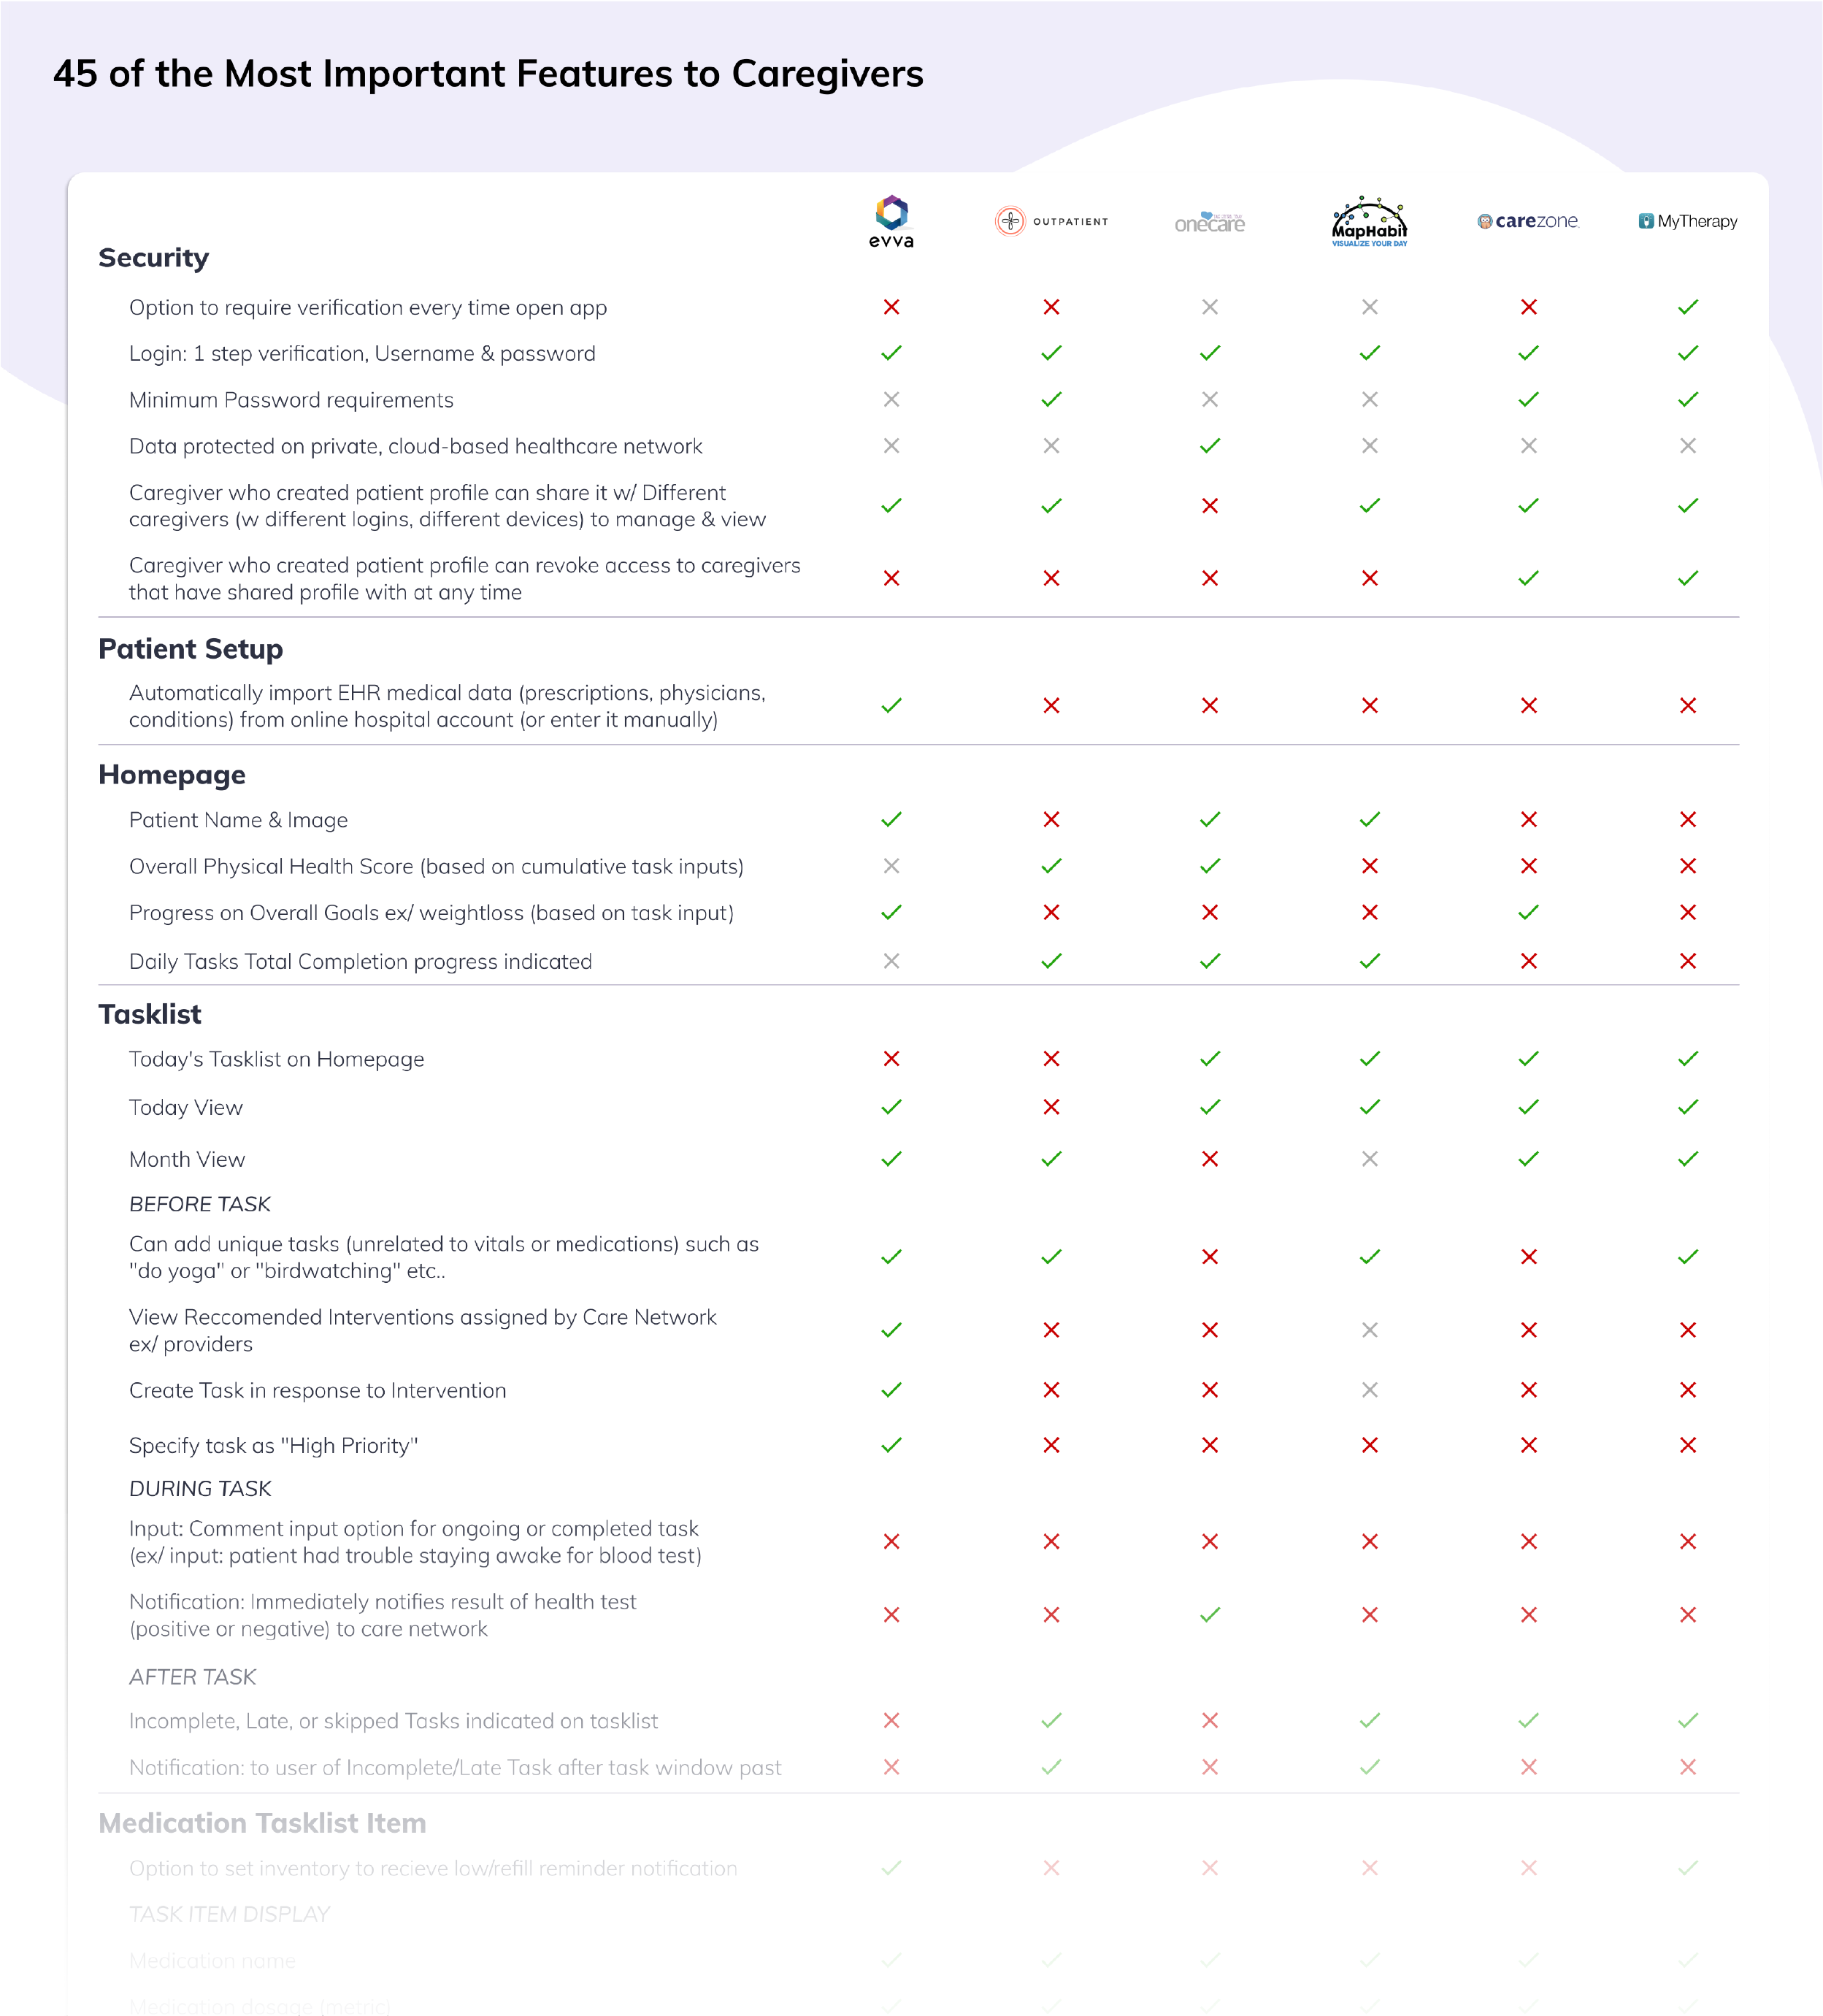 45 of the Most Important Features to Caregivers
evva
OUTPATIENT
onecare
MapHabit
VISUALIZE YOUR DAY
carezone
MyTherapy
Security
Option to require verification every time open app
Login: 1 step verification, Username & password
Minimum Password requirements
Data protected on private, cloud-based healthcare network
Caregiver who created patient profile can share it w/ Different
caregivers (w different logins, different devices) to manage & view
Caregiver who created patient profile can revoke access to caregivers
that have shared profile with at any time
Patient Setup
Automatically import EHR medical data (prescriptions, physicians,
conditions) from online hospital account (or enter it manually)
Homepage
Patient Name & Image
Overall Physical Health Score (based on cumulative task inputs)
Progress on Overall Goals ex/ weightloss (based on task input)
Daily Tasks Total Completion progress indicated
Tasklist
Today's Tasklist on Homepage
Today View
Month View
BEFORE TASK
Can add unique tasks (unrelated to vitals or medications) such as
"do yoga" or "birdwatching" etc..
View Reccomended Interventions assigned by Care Network
ex/ providers
Create Task in response to Intervention
Specify task as "High Priority"
DURING TASK
Input: Comment input option for ongoing or completed task
(ex/ input: patient had trouble staying awake for blood test)
Notification: Immediately notifies result of health test
(positive or negative) to care network
AFTER TASK
Incomplete, Late, or skipped Tasks indicated on tasklist
Notification: to user of Incomplete/Late Task after task window past
Medication Tasklist Item
Option to set inventory to recieve low/refill reminder notification
TASK ITEM DISPLAY
Medication name
Medication dosage (metric)